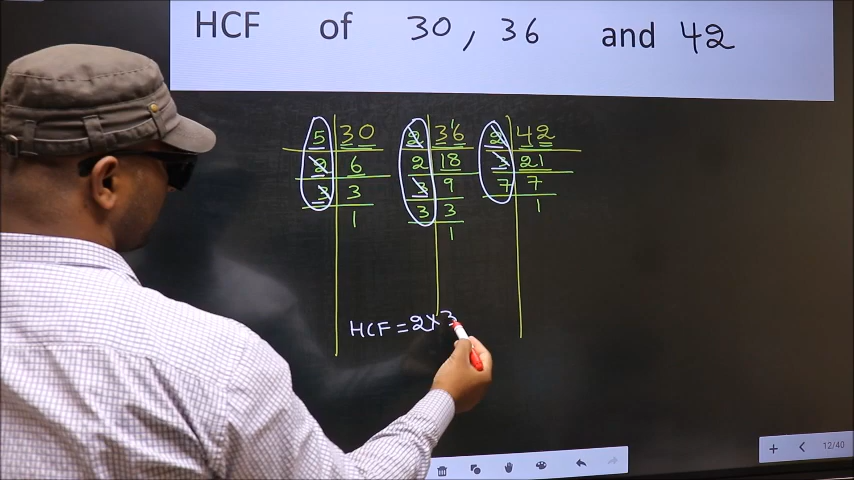 HCF of 30, 36 and 42
5 30 2 36 2 42
2 6 2 18 3 21
3 3 3 9 7 7
1 3 3 1
1
HCF = 2 × 3
12/40